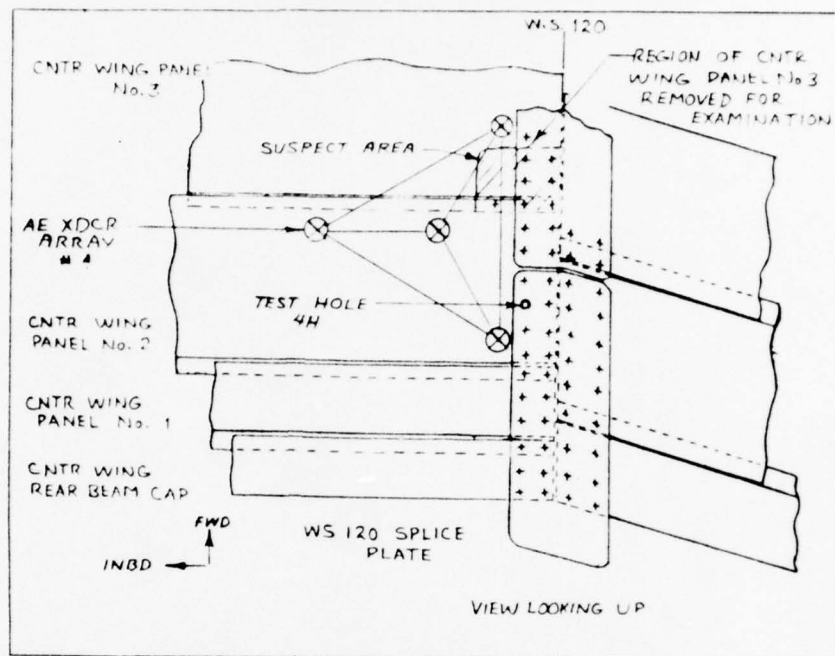 W.S. 120
CNTR WING PANEL
No. 3
REGION OF CNTR
WING PANEL No 3
REMOVED FOR
EXAMINATION
SUSPECT AREA
AE XDCR
ARRAY
# 4
TEST HOLE
4H
CNTR WING
PANEL No. 2
CNTR WING
PANEL No. 1
CNTR WING
REAR BEAM CAP
FWD
INBD
WS 120 SPLICE
PLATE
VIEW LOOKING UP